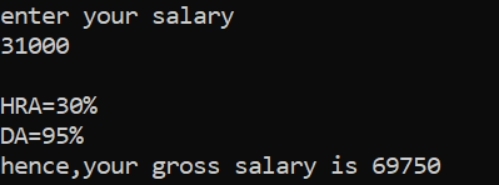 enter your salary
31000
HRA=30%
DA=95%
hence,your gross salary is 69750